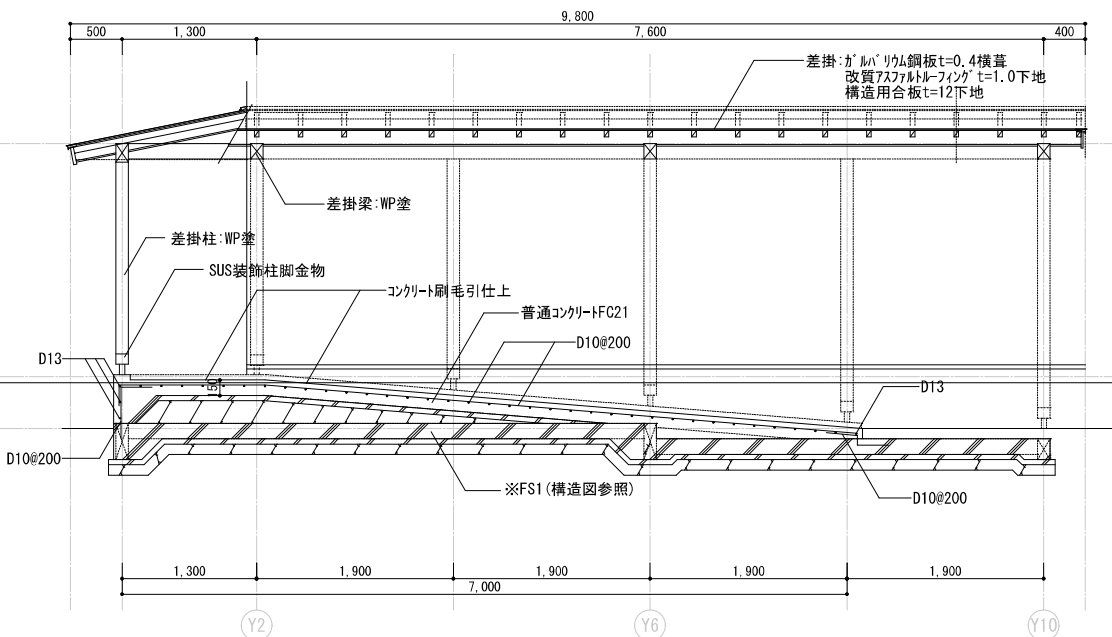 9,800
500
1,300
7,600
400
差掛:ガルバリウム鋼板t=0.4横葺
改質アスファルトルーフィングt=1.0下地
構造用合板t=12下地
差掛梁:WP塗
差掛柱:WP塗
SUS装飾柱脚金物
コンクリート刷毛引仕上
普通コンクリートFC21
D10@200
D13
150
D13
D10@200
※FS1(構造図参照)
D10@200
1,300
1,900
1,900
1,900
1,900
7,000
Y2
Y6
Y10